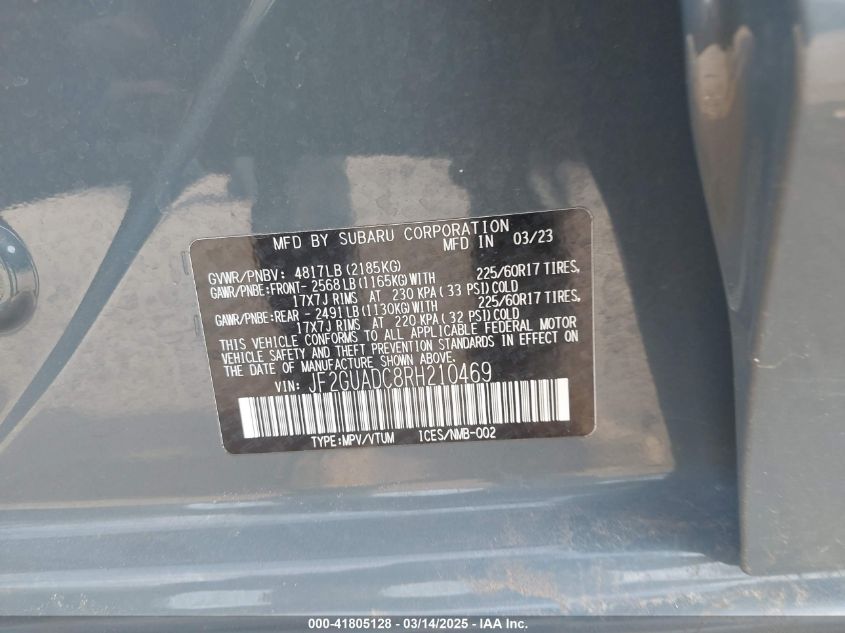 MFD BY SUBARU CORPORATION
MFD IN 03/23
GVWR/PNBV: 4817LB (2185KG)
GAWR/PNBE:FRONT- 2568 LB (1165KG) WITH 225/60R17 TIRES,
17X7J RIMS AT 230 KPA (33 PSI) COLD
GAWR/PNBE:REAR - 2491 LB (1130KG) WITH 225/60R17 TIRES,
17X7J RIMS AT 220 KPA (32 PSI) COLD
THIS VEHICLE CONFORMS TO ALL APPLICABLE FEDERAL MOTOR
VEHICLE SAFETY AND THEFT PREVENTION STANDARDS IN EFFECT ON
THE DATE OF MANUFACTURE SHOWN ABOVE.
VIN: JF2GUADC8RH210469
TYPE:MPV/VTUM ICES/NMB-002
000-41805128 - 03/14/2025 - IAA Inc.